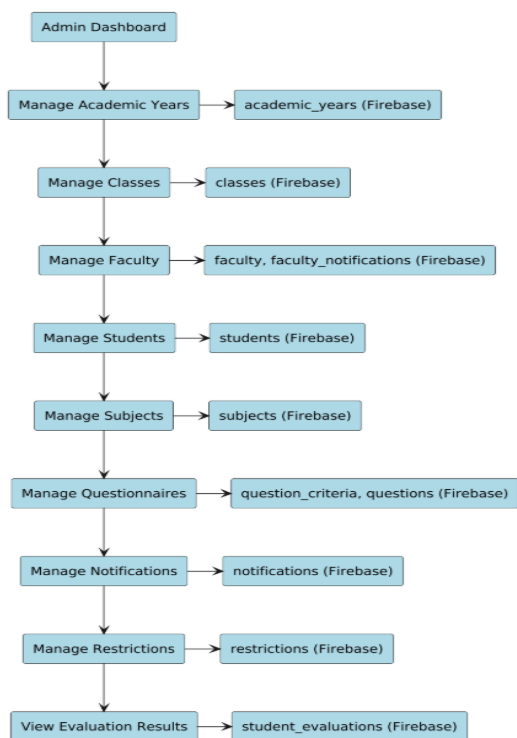 Admin Dashboard
Manage Academic Years
academic_years (Firebase)
Manage Classes
classes (Firebase)
Manage Faculty
faculty, faculty_notifications (Firebase)
Manage Students
students (Firebase)
Manage Subjects
subjects (Firebase)
Manage Questionnaires
question_criteria, questions (Firebase)
Manage Notifications
notifications (Firebase)
Manage Restrictions
restrictions (Firebase)
View Evaluation Results
student_evaluations (Firebase)